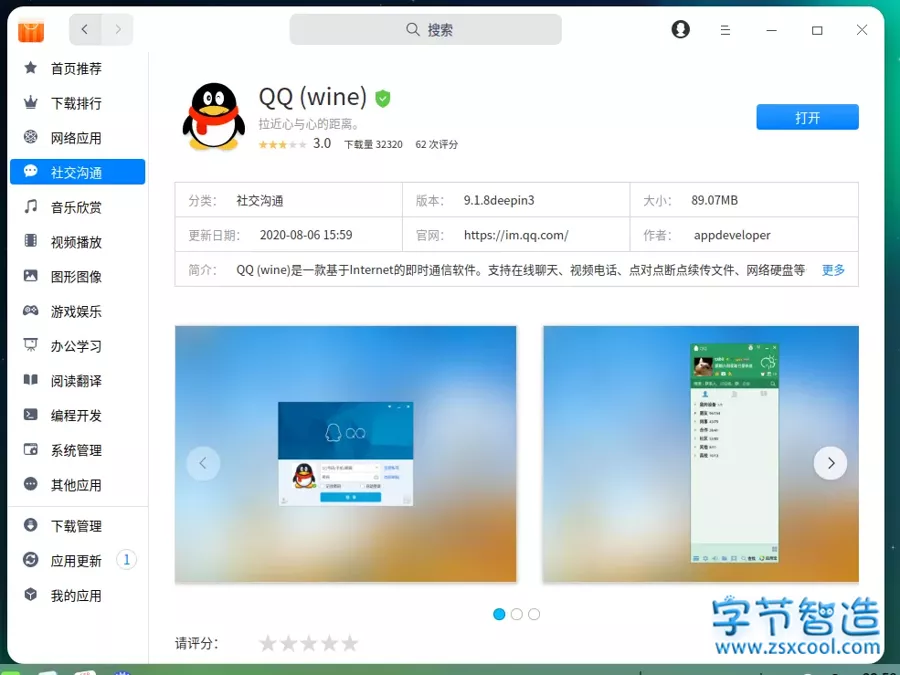 搜索
首页推荐
下载排行
网络应用
社交沟通
音乐欣赏
视频播放
图形图像
游戏娱乐
办公学习
阅读翻译
编程开发
系统管理
其他应用
下载管理
应用更新 1
我的应用
QQ (wine)
拉近心与心的距离。
3.0 下载量 32320 62 次评分
打开
分类: 社交沟通 版本: 9.1.8deepin3 大小: 89.07MB
更新日期: 2020-08-06 15:59 官网: https://im.qq.com/ 作者: appdeveloper
简介: QQ (wine)是一款基于Internet的即时通信软件。支持在线聊天、视频电话、点对点断点续传文件、网络硬盘等 更多
QQ
请评分:
字节智造
www.zsxcool.com